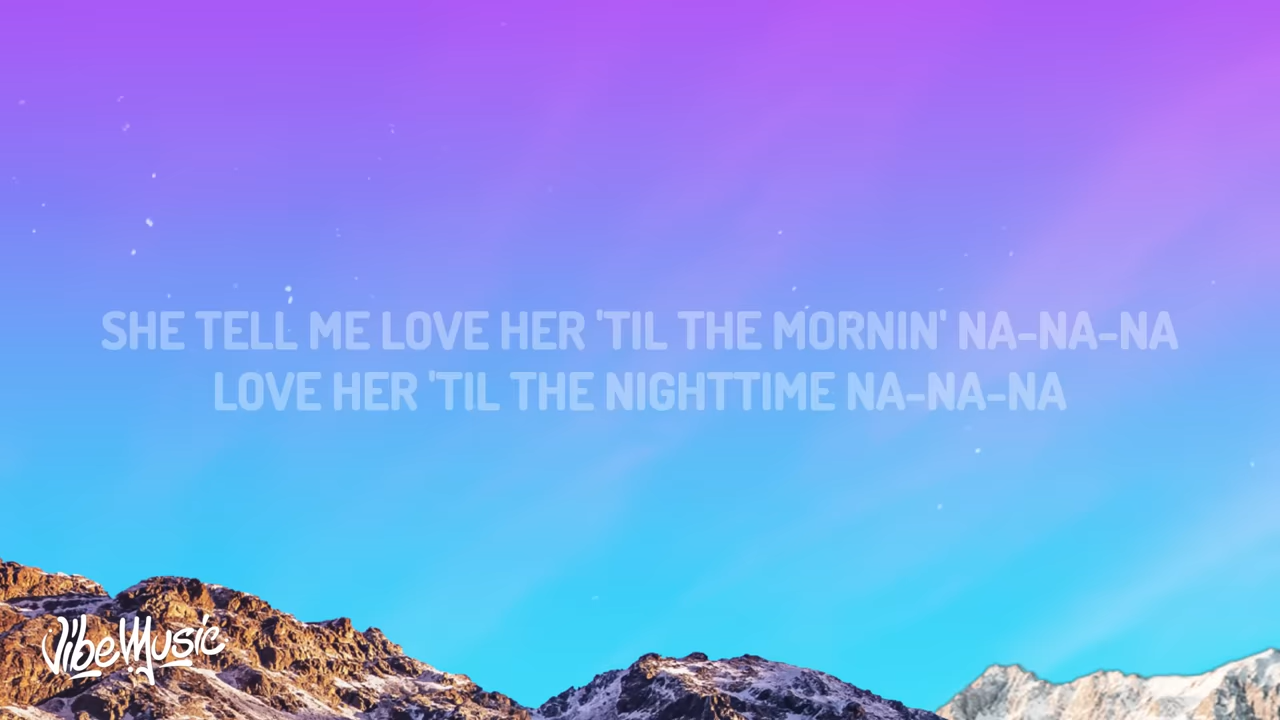 SHE TELL ME LOVE HER 'TIL THE MORNIN' NA-NA-NA
LOVE HER 'TIL THE NIGHTTIME NA-NA-NA
VibeMusic